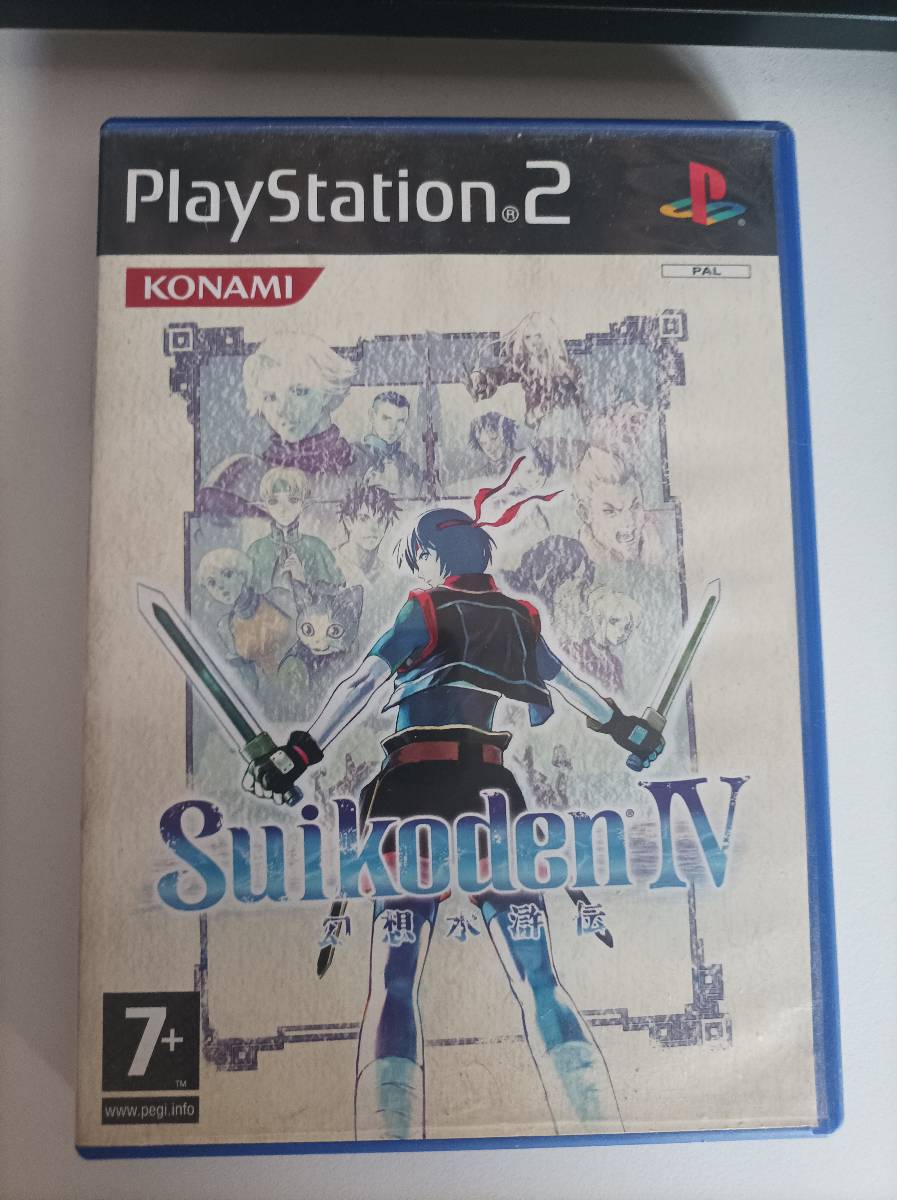 PlayStation®2
KONAMI
PAL
Suikoden® IV
幻想水滸伝
7+
™
www.pegi.info